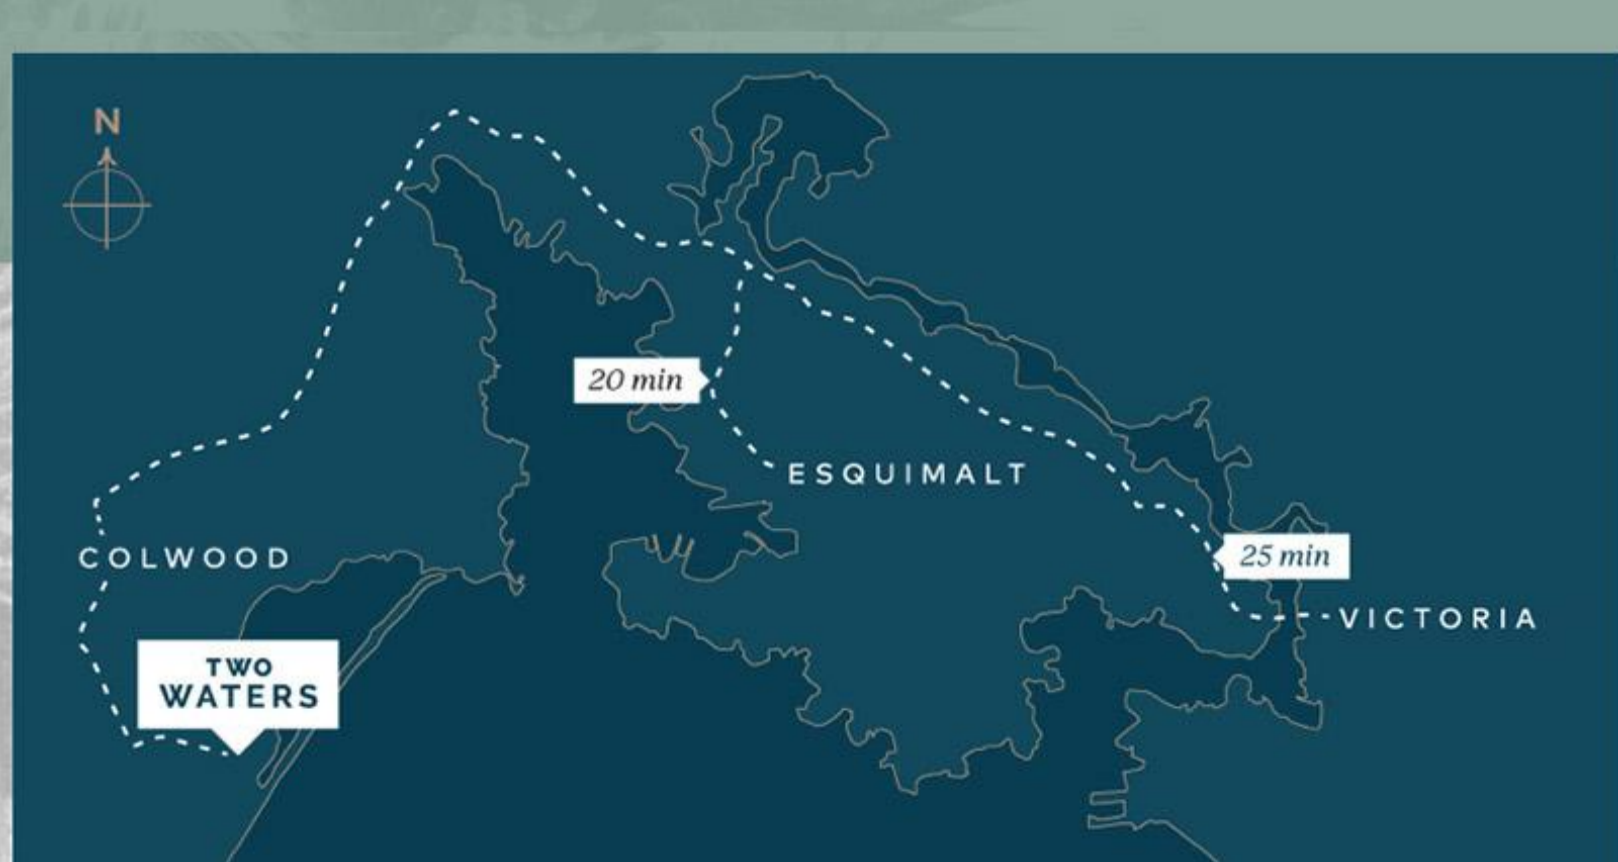 N
20 min
ESQUIMALT
COLWOOD
25 min
VICTORIA
TWO
WATERS